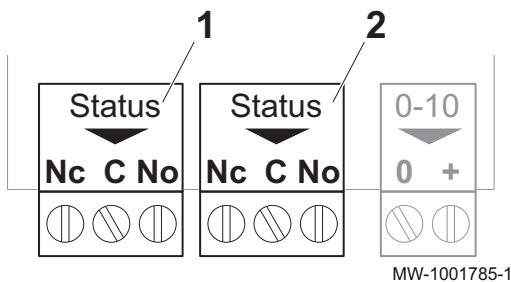 1 2
Status Status 0-10
Nc C No Nc C No 0 +
MW-1001785-1